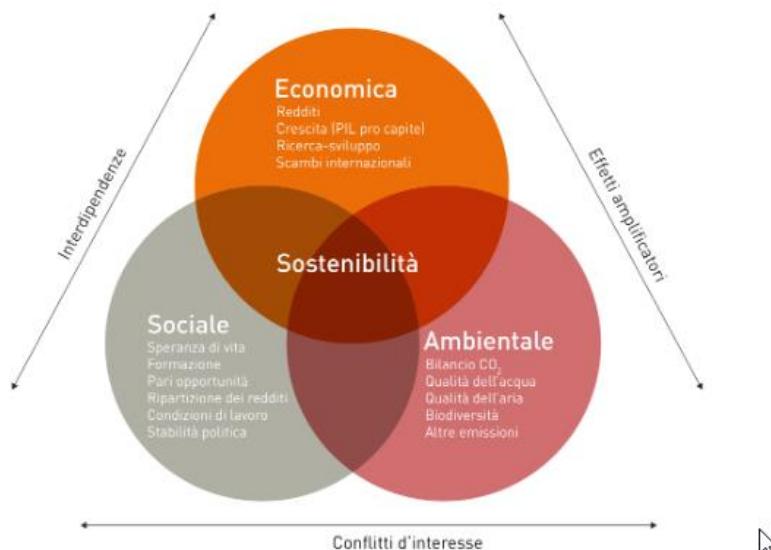 Economica
Redditi
Crescita (PIL pro capite)
Ricerca-sviluppo
Scambi internazionali
Interdipendenze
Effetti amplificatori
Sostenibilità
Sociale
Speranza di vita
Formazione
Pari opportunità
Ripartizione dei redditi
Condizioni di lavoro
Stabilità politica
Ambientale
Bilancio CO₂
Qualità dell'acqua
Qualità dell'aria
Biodiversità
Altre emissioni
Conflitti d'interesse